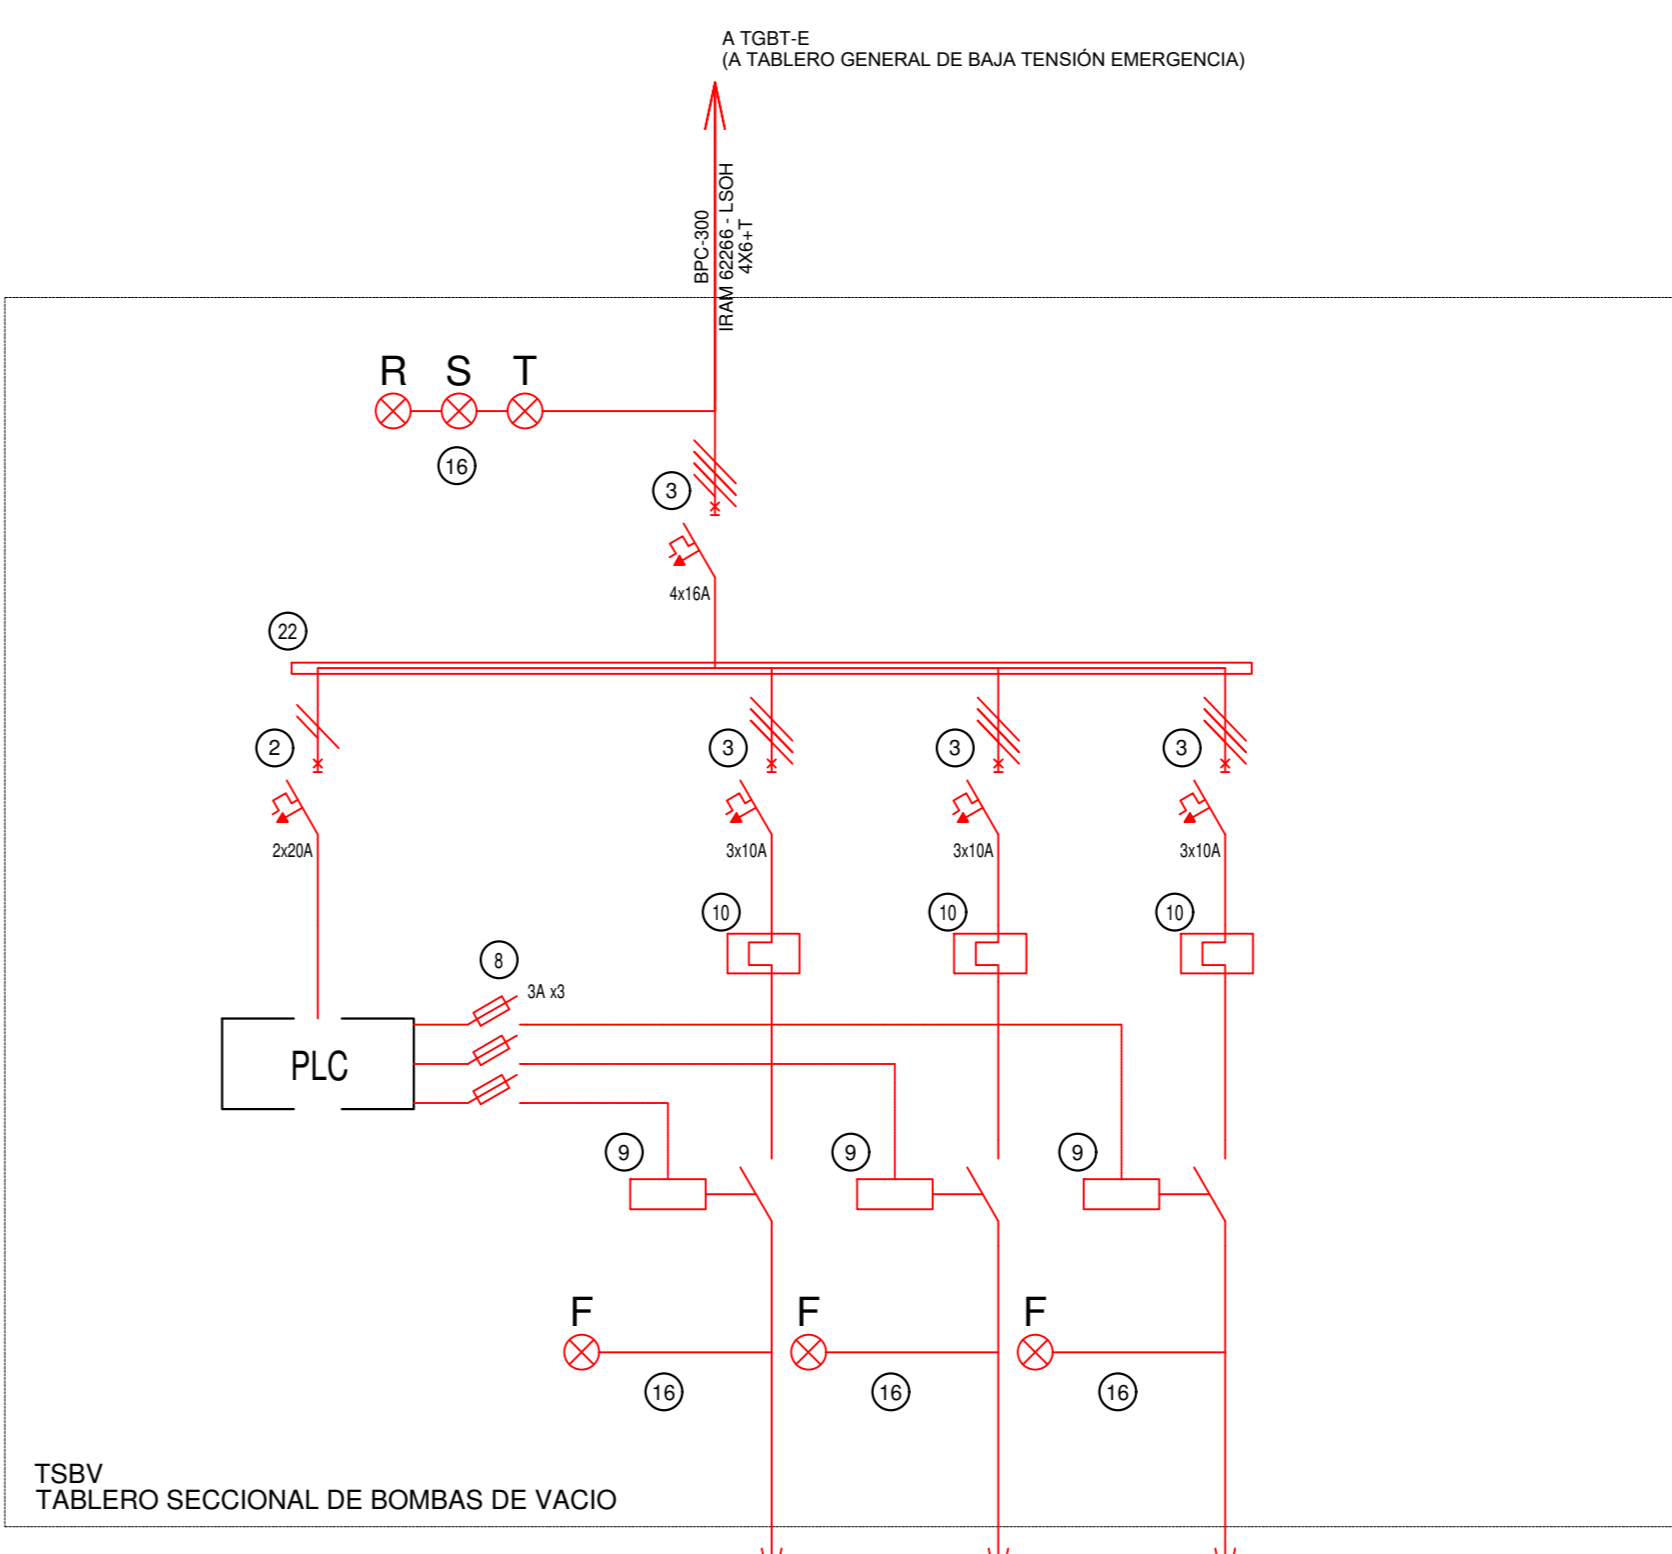 A TGBT-E
(A TABLERO GENERAL DE BAJA TENSIÓN EMERGENCIA)
BPC-300
IRAM 62266 - LSOH
4X6+T
R S T
16
3
4x16A
22
2
3
3
3
2x20A
3x10A
3x10A
3x10A
10
10
10
8
3A x3
PLC
9
9
9
F
F
F
16
16
16
TSBV
TABLERO SECCIONAL DE BOMBAS DE VACIO